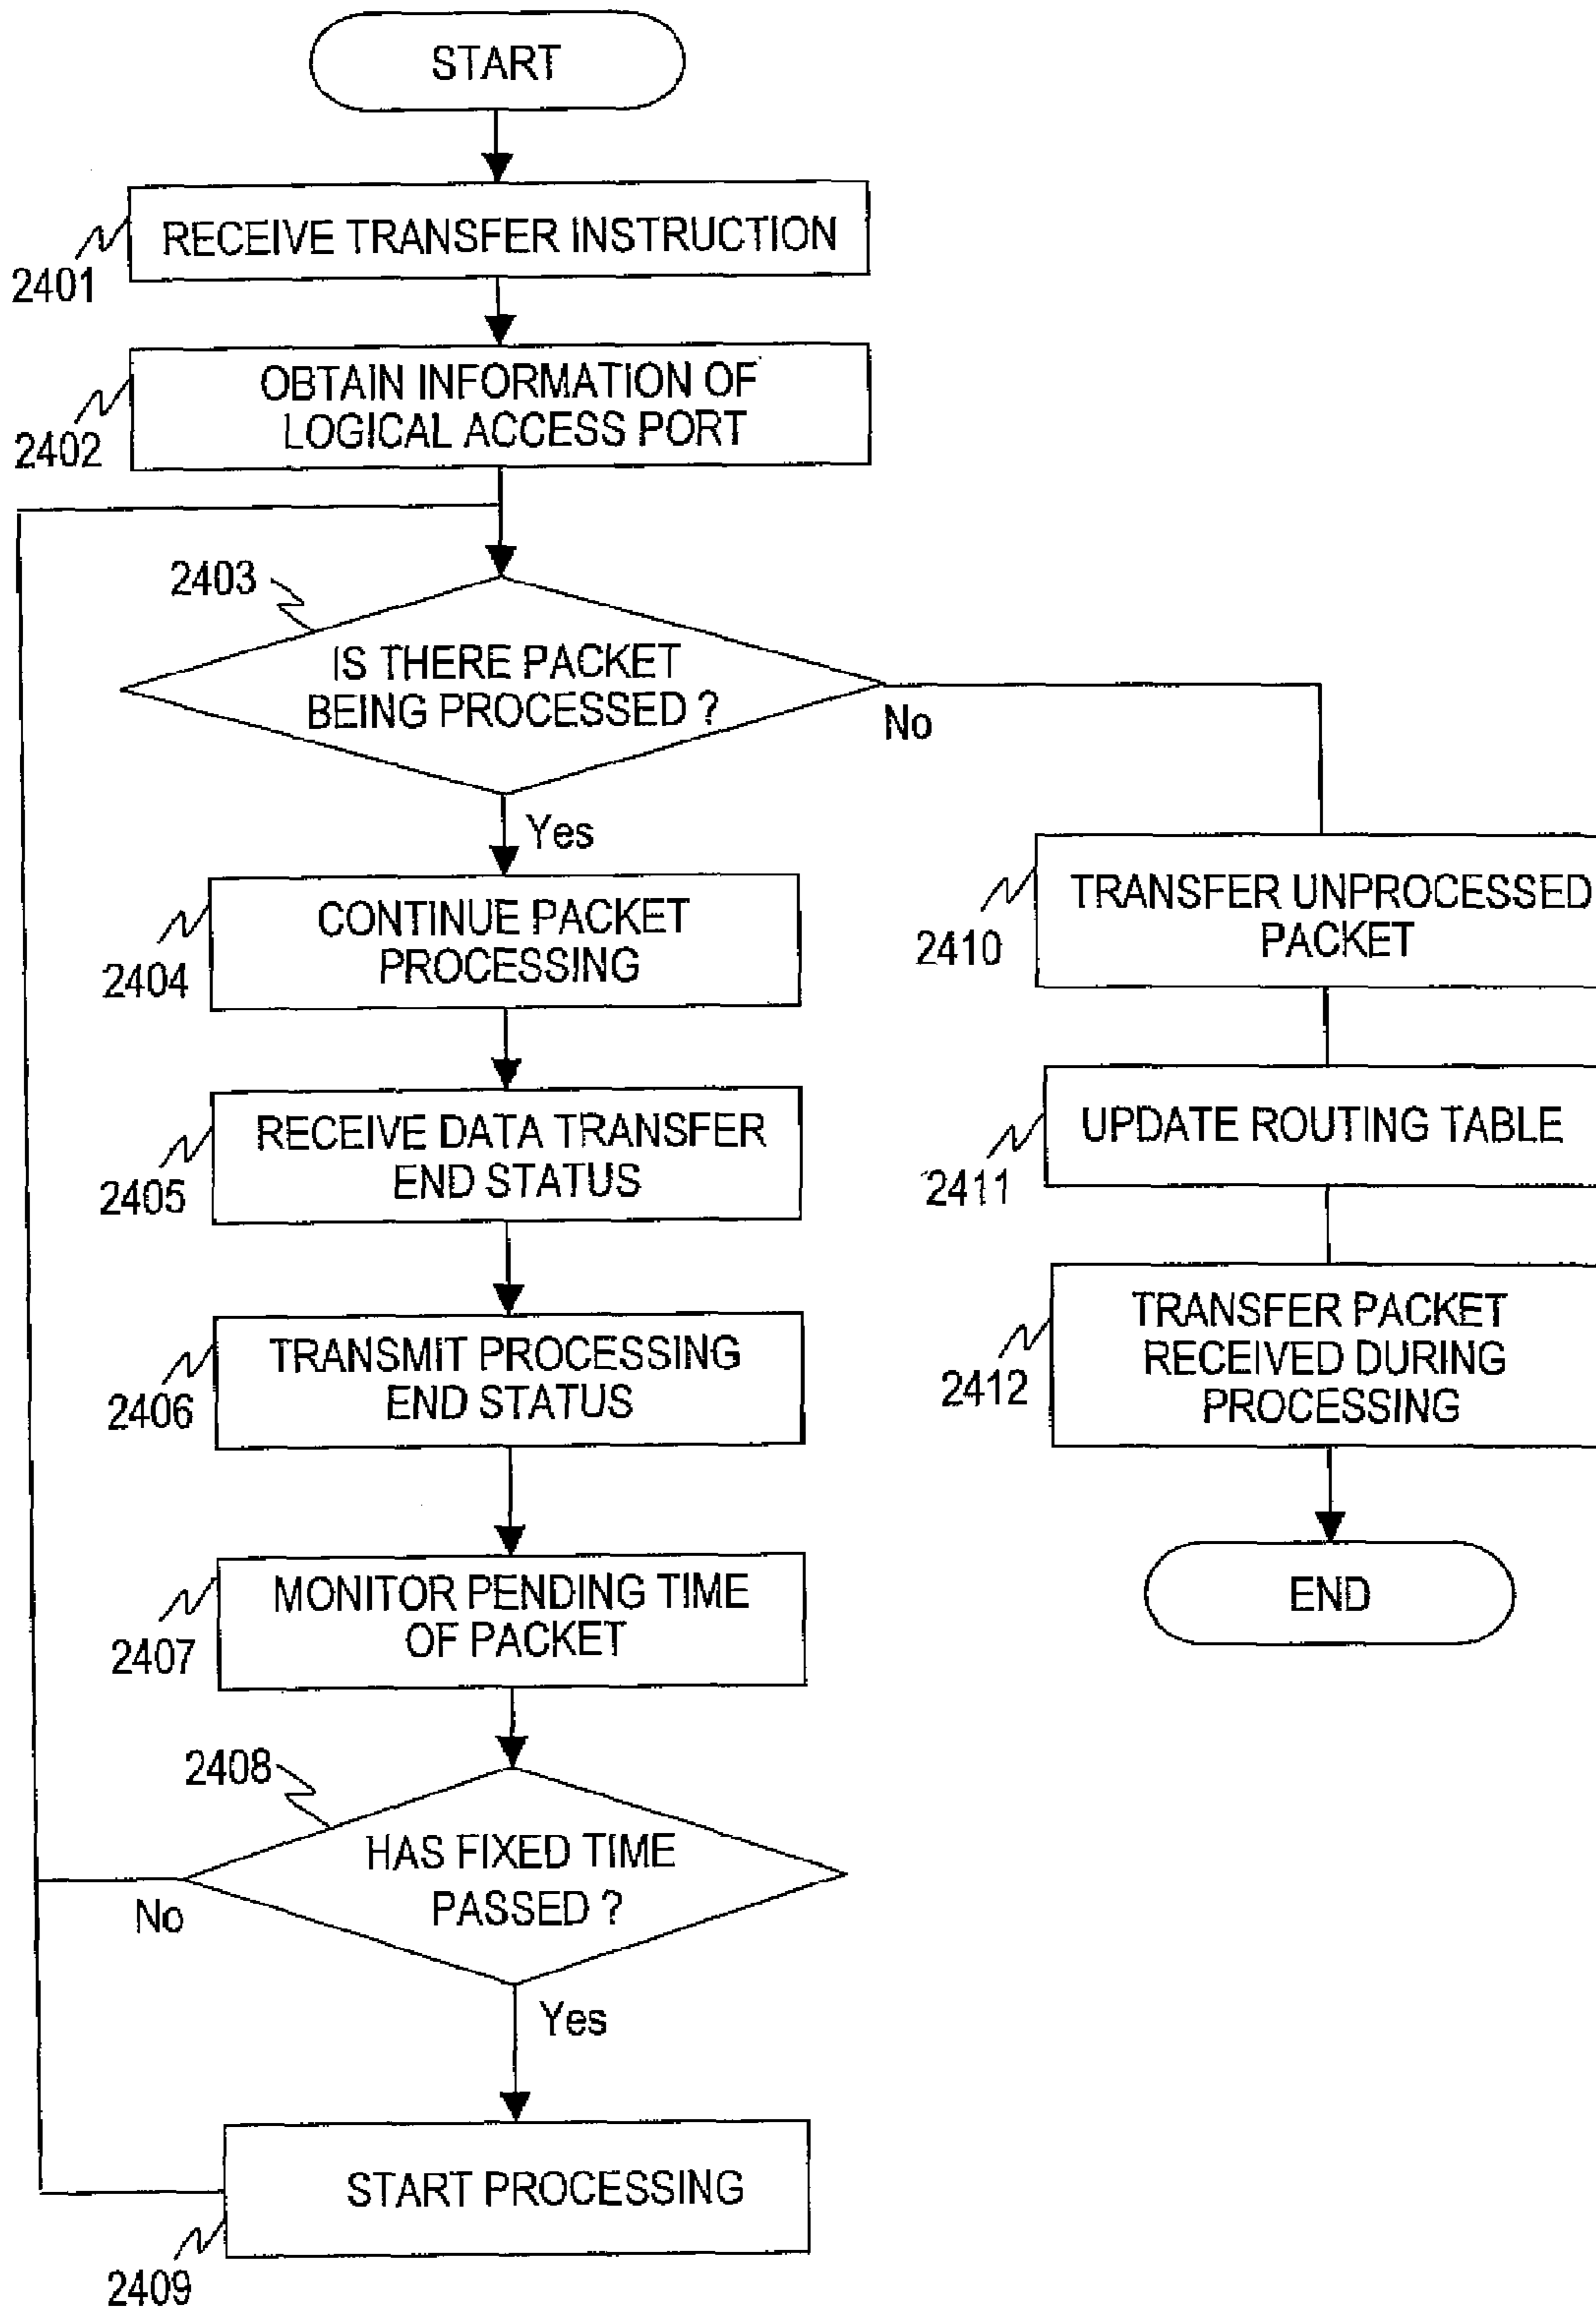 START
RECEIVE TRANSFER INSTRUCTION
2401
OBTAIN INFORMATION OF
LOGICAL ACCESS PORT
2402
2403
IS THERE PACKET
BEING PROCESSED ?
No
Yes
CONTINUE PACKET
PROCESSING
2404
RECEIVE DATA TRANSFER
END STATUS
2405
TRANSMIT PROCESSING
END STATUS
2406
MONITOR PENDING TIME
OF PACKET
2407
2408
HAS FIXED TIME
PASSED ?
No
Yes
START PROCESSING
2409
TRANSFER UNPROCESSED
PACKET
2410
UPDATE ROUTING TABLE
2411
TRANSFER PACKET
RECEIVED DURING
PROCESSING
2412
END